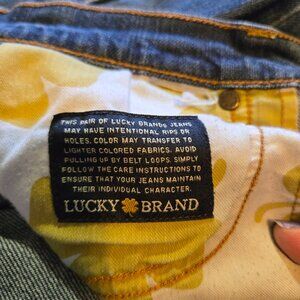 THIS PAIR OF LUCKY BRANDS JEANS
MAY HAVE INTENTIONAL RIPS OR
HOLES. COLOR MAY TRANSFER TO
LIGHTER COLORED FABRICS. AVOID
PULLING UP BY BELT LOOPS. SIMPLY
FOLLOW THE CARE INSTRUCTIONS TO
ENSURE THAT YOUR JEANS MAINTAIN
THEIR INDIVIDUAL CHARACTER.
LUCKY BRAND